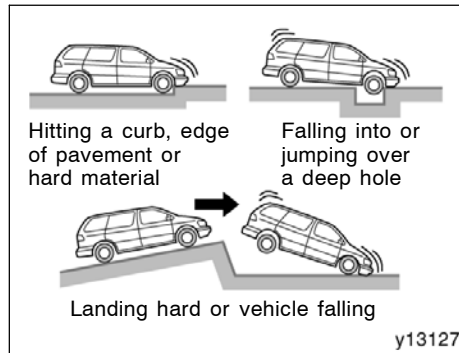 Hitting a curb, edge
of pavement or
hard material
Falling into or
jumping over
a deep hole
Landing hard or vehicle falling
y13127